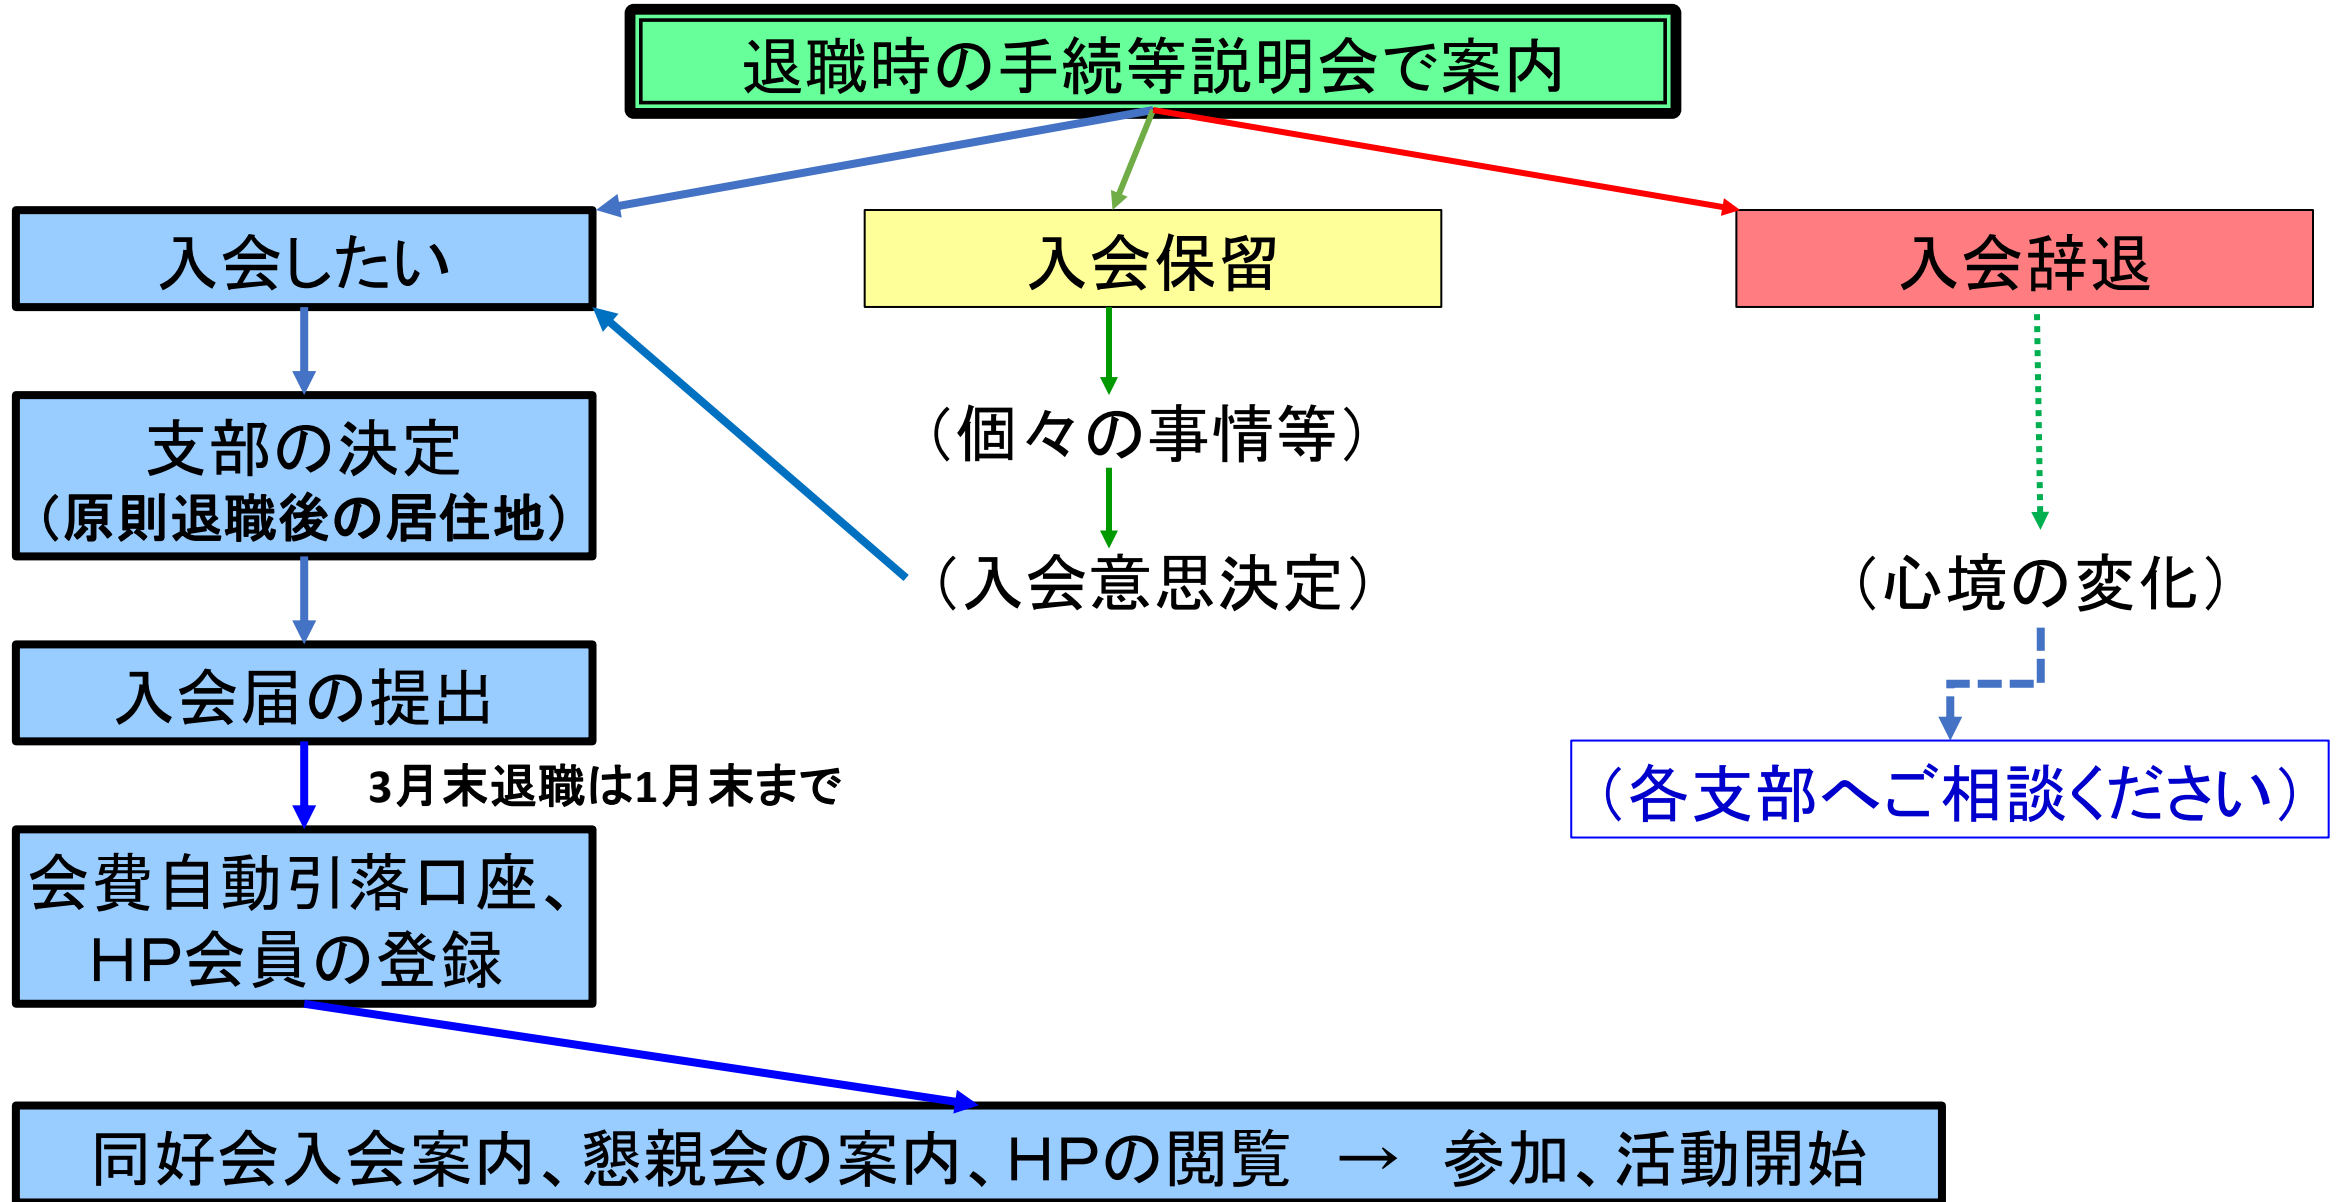 退職時の手続等説明会で案内
入会したい
入会保留
入会辞退
支部の決定
（原則退職後の居住地）
（個々の事情等）
（入会意思決定）
（心境の変化）
入会届の提出
3月末退職は1月末まで
（各支部へご相談ください）
会費自動引落口座、
HP会員の登録
同好会入会案内、懇親会の案内、HPの閲覧　→　参加、活動開始